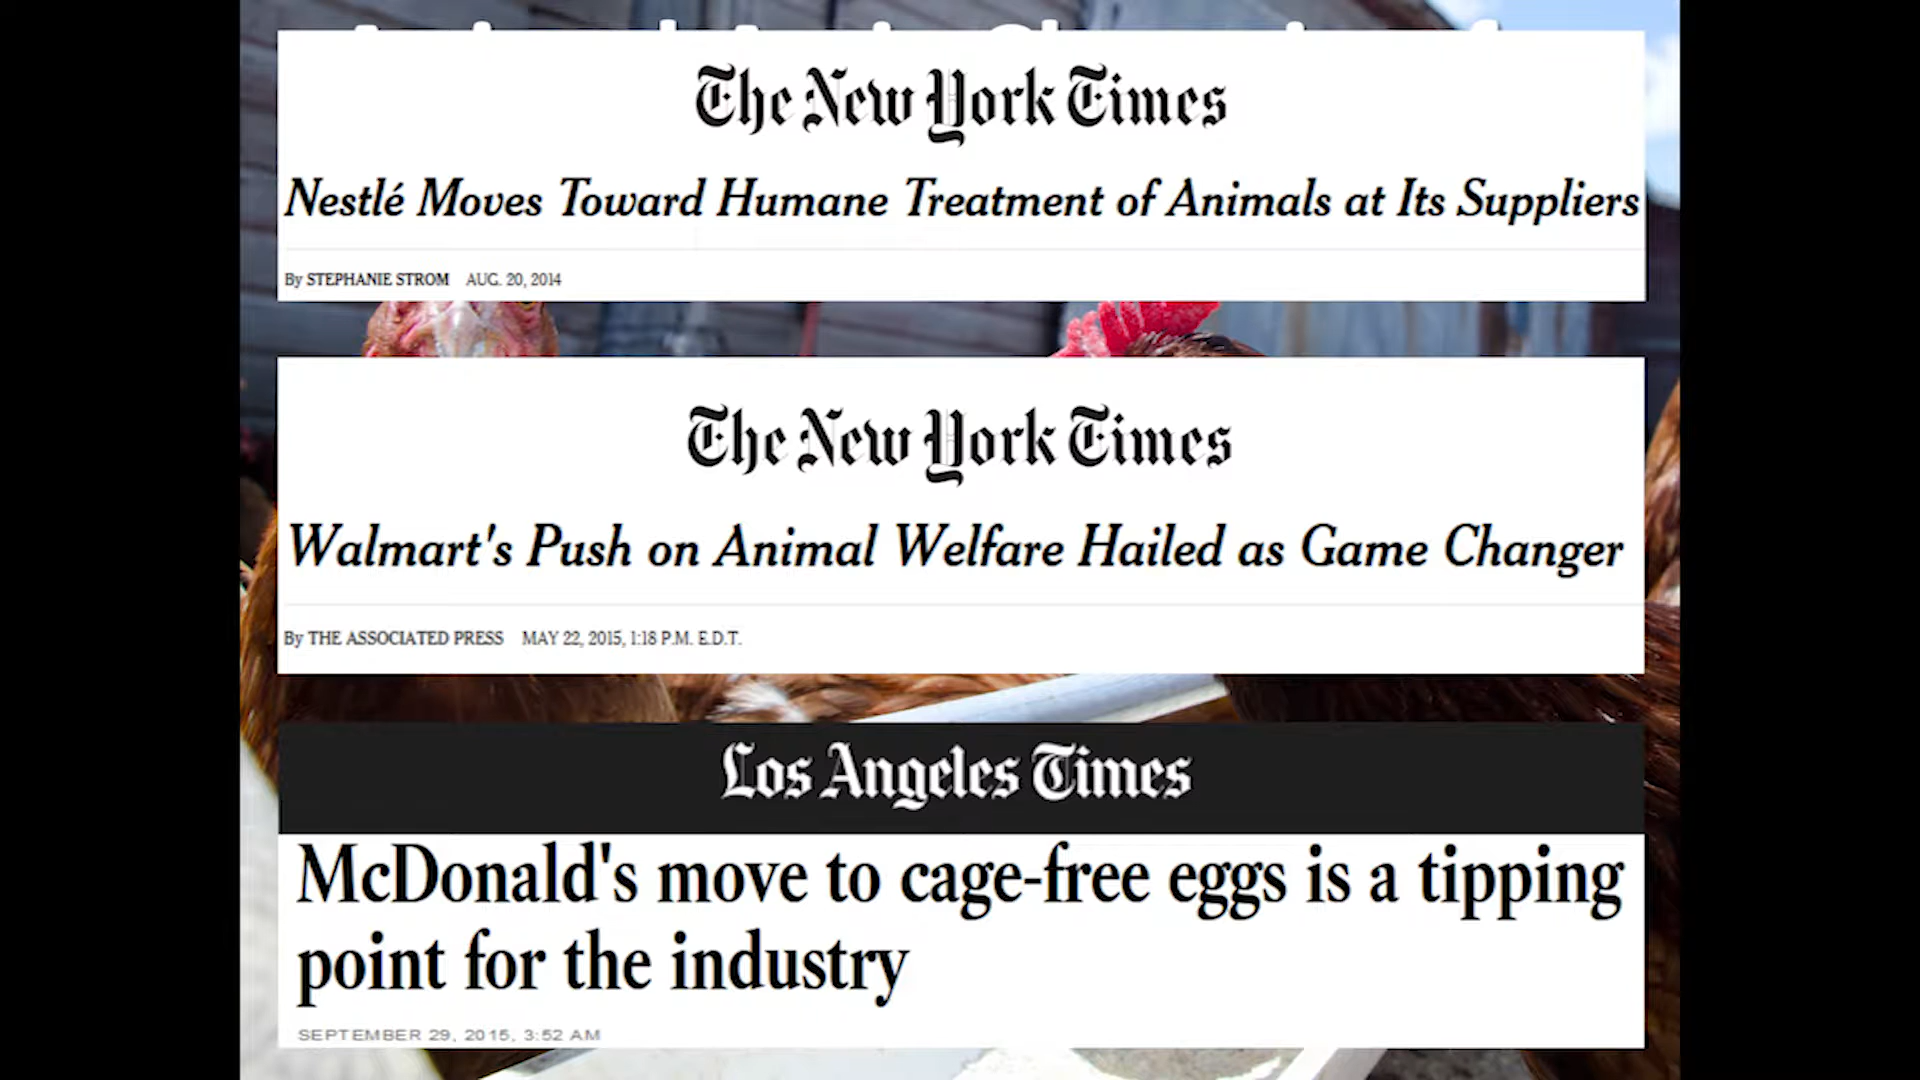 The New York Times
Nestlé Moves Toward Humane Treatment of Animals at Its Suppliers
By STEPHANIE STROM AUG. 20, 2014
The New York Times
Walmart's Push on Animal Welfare Hailed as Game Changer
By THE ASSOCIATED PRESS MAY 22, 2015, 1:18 P.M. E.D.T.
Los Angeles Times
McDonald's move to cage-free eggs is a tipping
point for the industry
SEPTEMBER 29, 2015, 3:52 AM